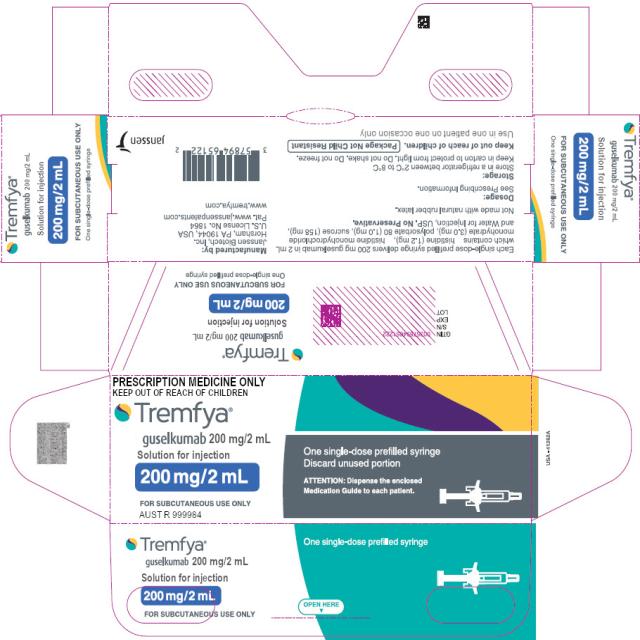 Use in one patient on one occasion only
Keep out of reach of children. Package Not Child Resistant
Keep in carton to protect from light. Do not shake. Do not freeze.
Store in a refrigerator between 2°C to 8°C
Storage:
See Prescribing Information.
Dosage:
Not made with natural rubber latex.
and Water for Injection, USP. No Preservative.
monohydrate (3.0 mg), polysorbate 80 (1.0 mg), sucrose (158 mg),
which contains histidine (1.2 mg), histidine monohydrochloride
Each single-dose prefilled syringe delivers 200 mg guselkumab in 2 mL
janssen
3 57894 65122 2
www.tremfya.com
Pat. www.janssenpatents.com
U.S. License No. 1864
Horsham, PA 19044, USA
Janssen Biotech, Inc.
Manufactured by:
Tremfya®
guselkumab 200 mg/2 mL
Solution for injection
200 mg/2 mL
FOR SUBCUTANEOUS USE ONLY
One single-dose prefilled syringe
Tremfya®
guselkumab 200 mg/2 mL
Solution for injection
200 mg/2 mL
FOR SUBCUTANEOUS USE ONLY
One single-dose prefilled syringe
Tremfya®
guselkumab 200 mg/2 mL
Solution for injection
200 mg/2 mL
FOR SUBCUTANEOUS USE ONLY
One single-dose prefilled syringe
GTIN
S/N
EXP
LOT
PRESCRIPTION MEDICINE ONLY
KEEP OUT OF REACH OF CHILDREN
Tremfya®
guselkumab 200 mg/2 mL
Solution for injection
200 mg/2 mL
FOR SUBCUTANEOUS USE ONLY
AUST R 999984
One single-dose prefilled syringe
Discard unused portion
ATTENTION: Dispense the enclosed
Medication Guide to each patient.
Tremfya®
guselkumab 200 mg/2 mL
Solution for injection
200 mg/2 mL
FOR SUBCUTANEOUS USE ONLY
One single-dose prefilled syringe
OPEN HERE